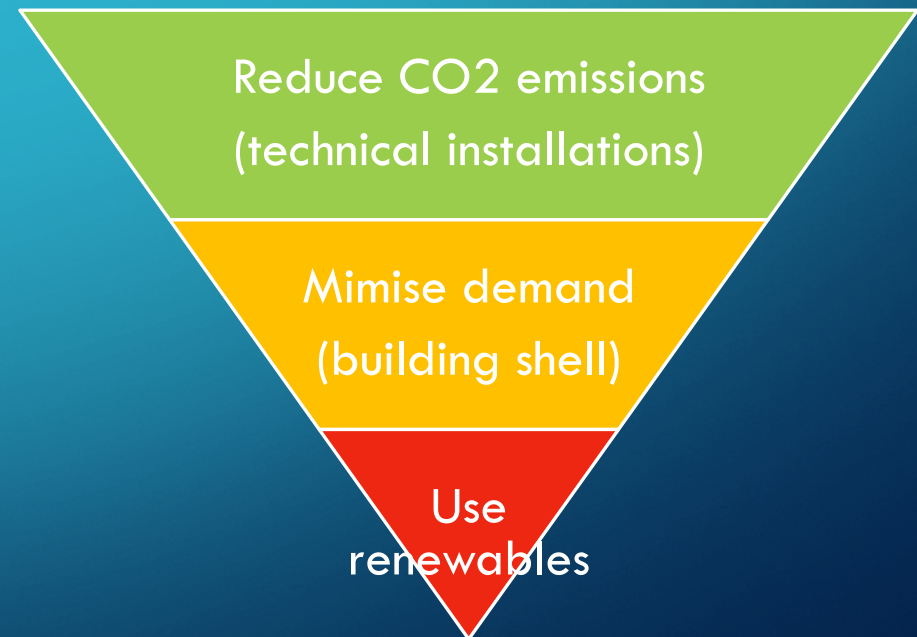 Reduce CO2 emissions
(technical installations)
Mimise demand
(building shell)
Use
renewables